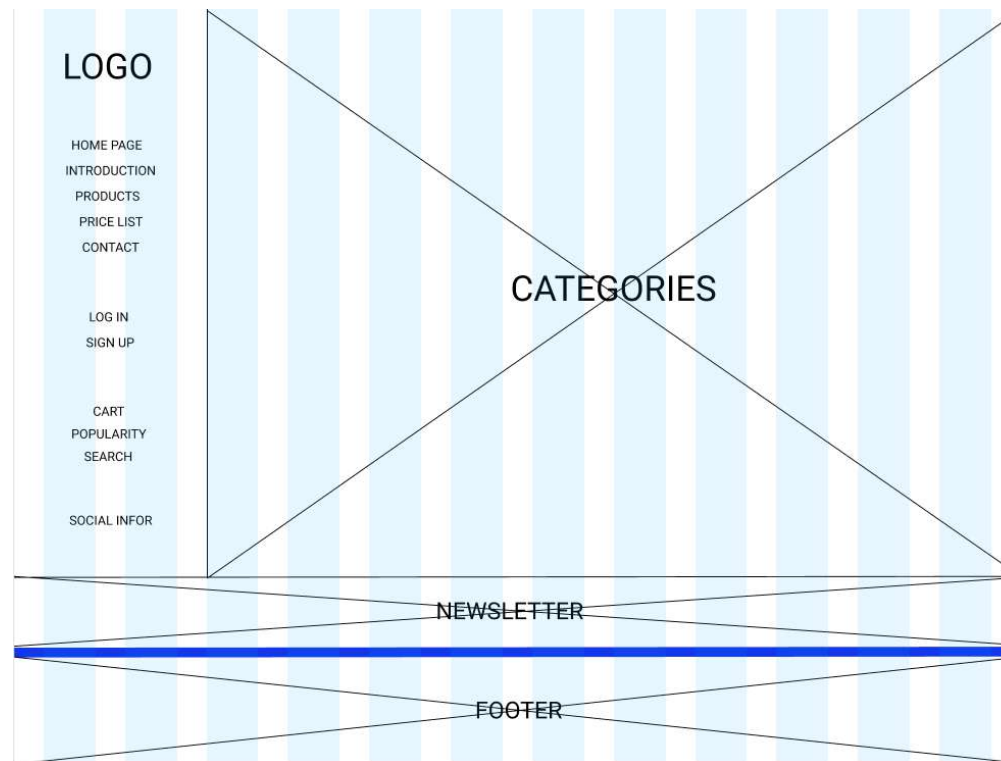 LOGO
HOME PAGE
INTRODUCTION
PRODUCTS
PRICE LIST
CONTACT
LOG IN
SIGN UP
CART
POPULARITY
SEARCH
SOCIAL INFOR
CATEGORIES
NEWSLETTER
FOOTER